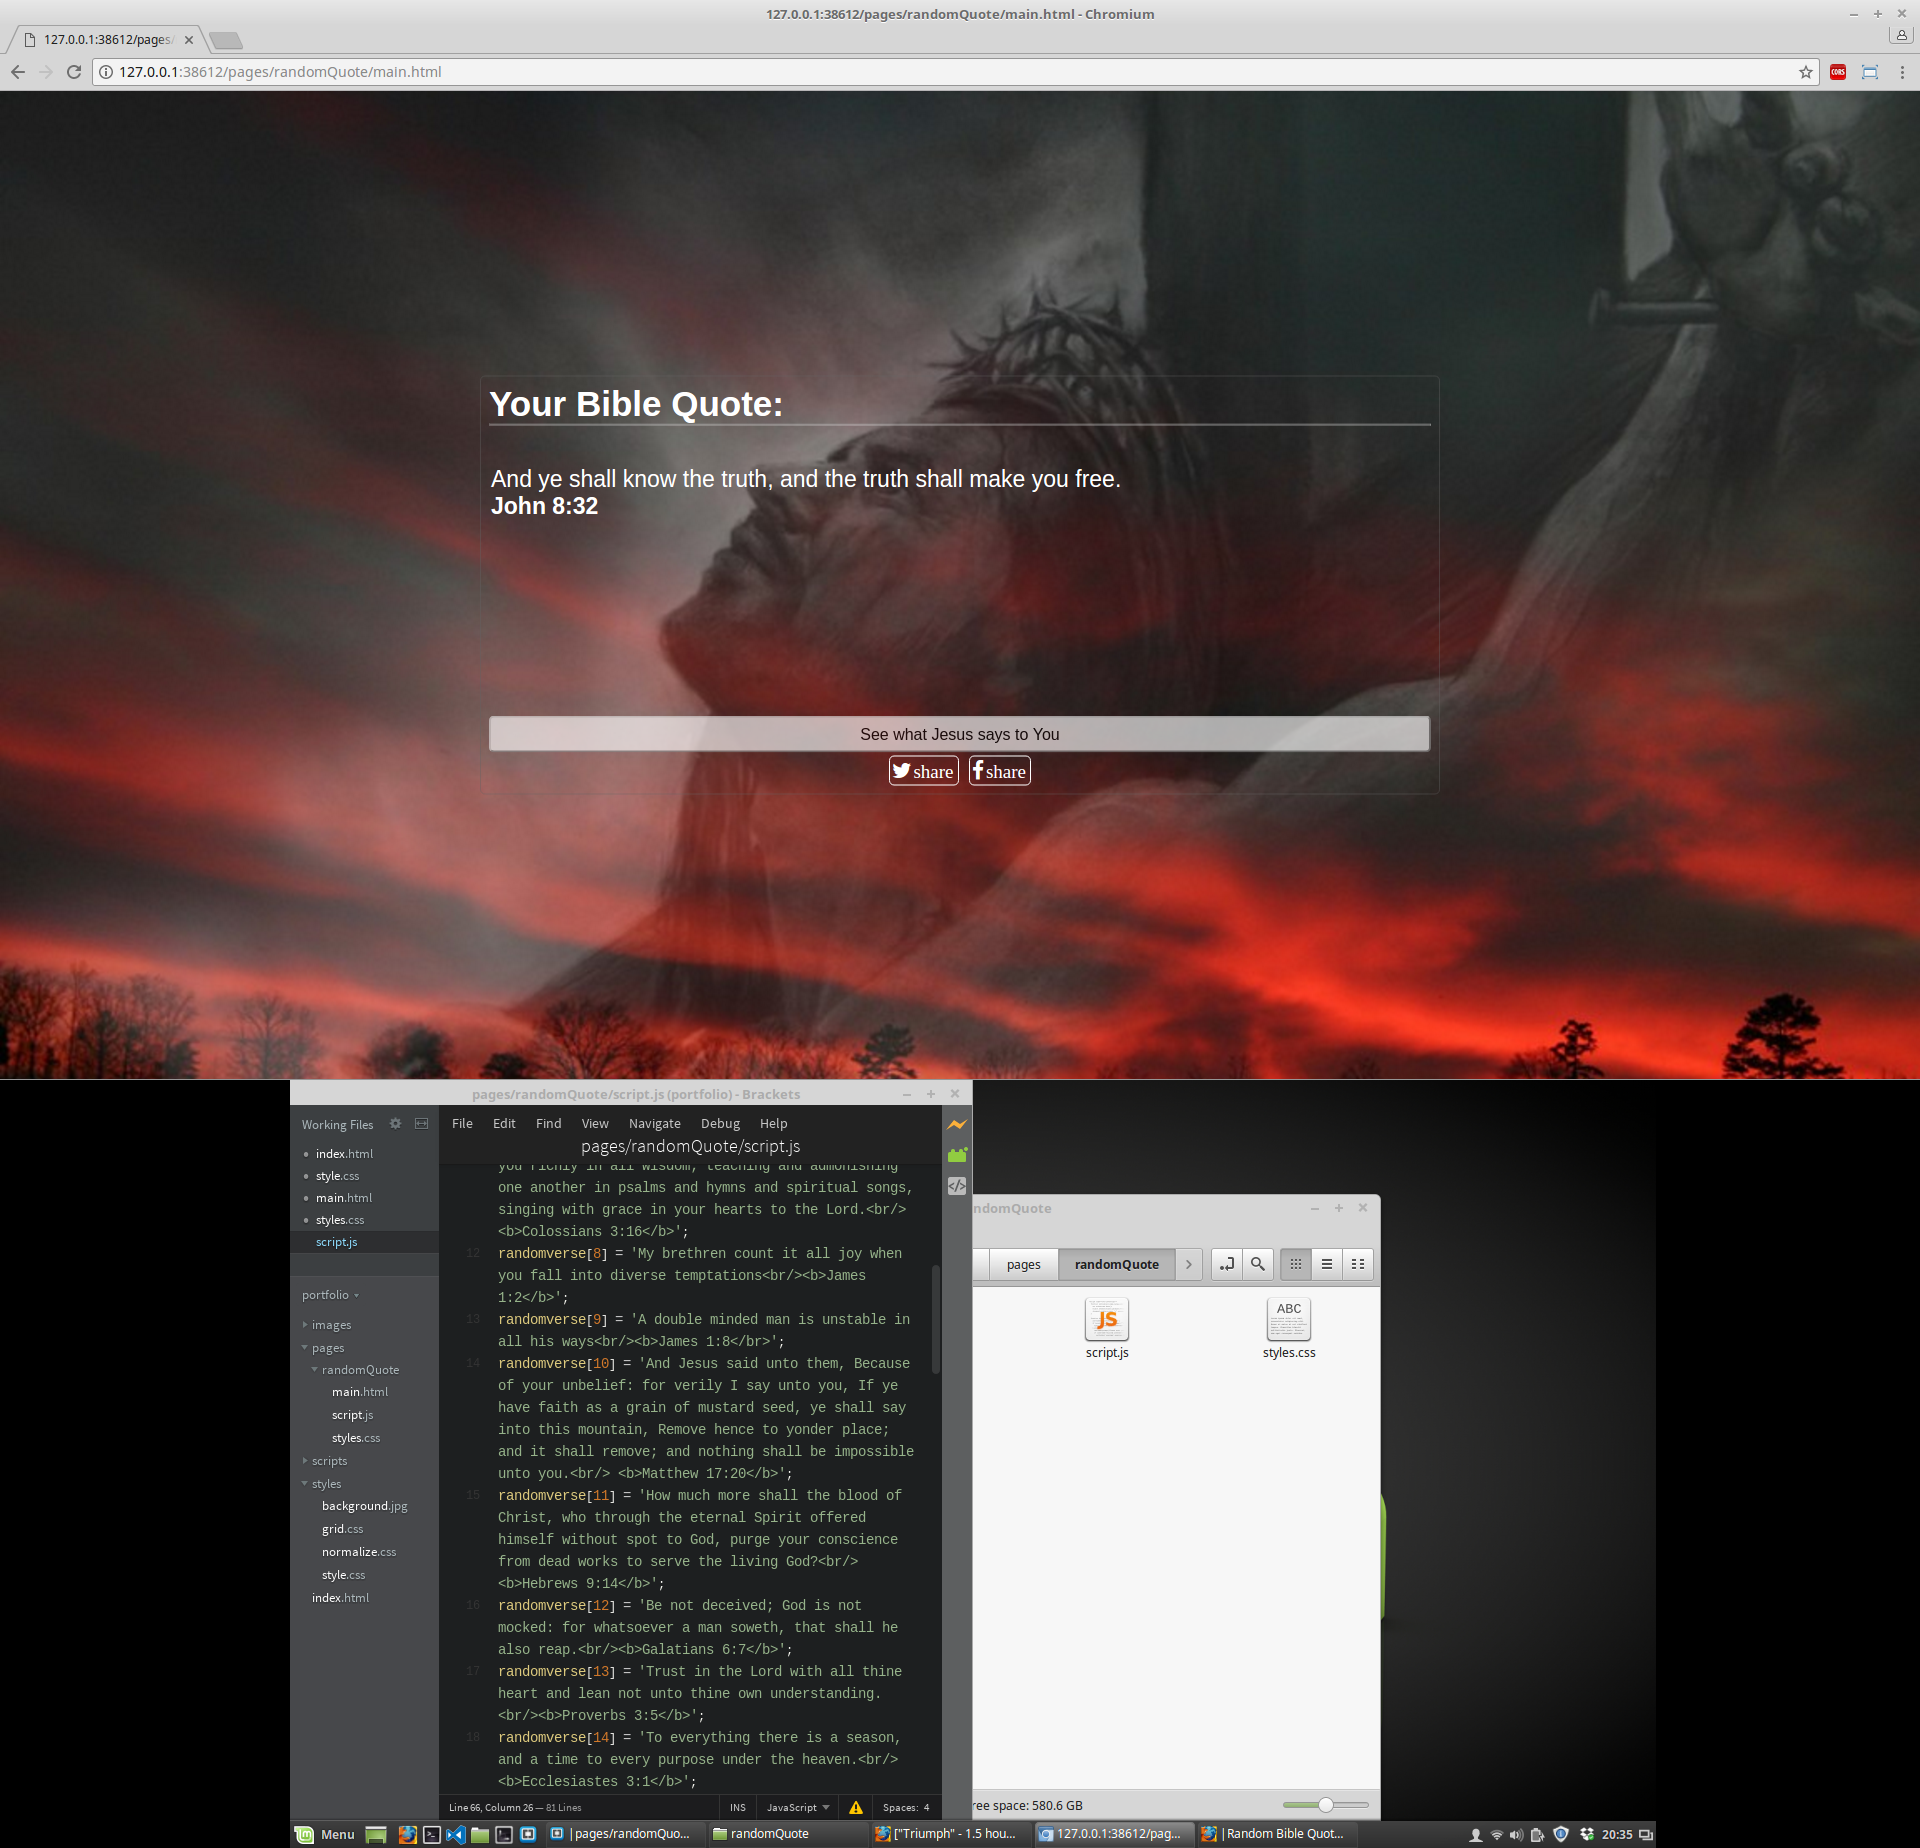 127.0.0.1:38612/pages/randomQuote/main.html - Chromium
127.0.0.1:38612/pages/
127.0.0.1:38612/pages/randomQuote/main.html
CORS
Your Bible Quote:
And ye shall know the truth, and the truth shall make you free.
John 8:32
See what Jesus says to You
share share
pages/randomQuote/script.js (portfolio) - Brackets
Working Files
index.html
style.css
main.html
styles.css
script.js
portfolio
images
pages
randomQuote
main.html
script.js
styles.css
scripts
styles
background.jpg
grid.css
normalize.css
style.css
index.html
File Edit Find View Navigate Debug Help
pages/randomQuote/script.js
you richly in all wisdom; teaching and admonishing
one another in psalms and hymns and spiritual songs,
singing with grace in your hearts to the Lord.<br/>
<b>Colossians 3:16</b>';
12 randomverse[8] = 'My brethren count it all joy when
you fall into diverse temptations<br/><b>James
1:2</b>';
13 randomverse[9] = 'A double minded man is unstable in
all his ways<br/><b>James 1:8</br>';
14 randomverse[10] = 'And Jesus said unto them, Because
of your unbelief: for verily I say unto you, If ye
have faith as a grain of mustard seed, ye shall say
into this mountain, Remove hence to yonder place;
and it shall remove; and nothing shall be impossible
unto you.<br/> <b>Matthew 17:20</b>';
15 randomverse[11] = 'How much more shall the blood of
Christ, who through the eternal Spirit offered
himself without spot to God, purge your conscience
from dead works to serve the living God?<br/>
<b>Hebrews 9:14</b>';
16 randomverse[12] = 'Be not deceived; God is not
mocked: for whatsoever a man soweth, that shall he
also reap.<br/><b>Galatians 6:7</b>';
17 randomverse[13] = 'Trust in the Lord with all thine
heart and lean not unto thine own understanding.
<br/><b>Proverbs 3:5</b>';
18 randomverse[14] = 'To everything there is a season,
and a time to every purpose under the heaven.<br/>
<b>Ecclesiastes 3:1</b>';
Line 66, Column 26 — 81 Lines INS JavaScript Spaces: 4
ndomQuote
pages randomQuote
JS ABC
script.js styles.css
ree space: 580.6 GB
Menu |pages/randomQuo... randomQuote ["Triumph" - 1.5 hou... 127.0.0.1:38612/pag... |Random Bible Quot... 20:35